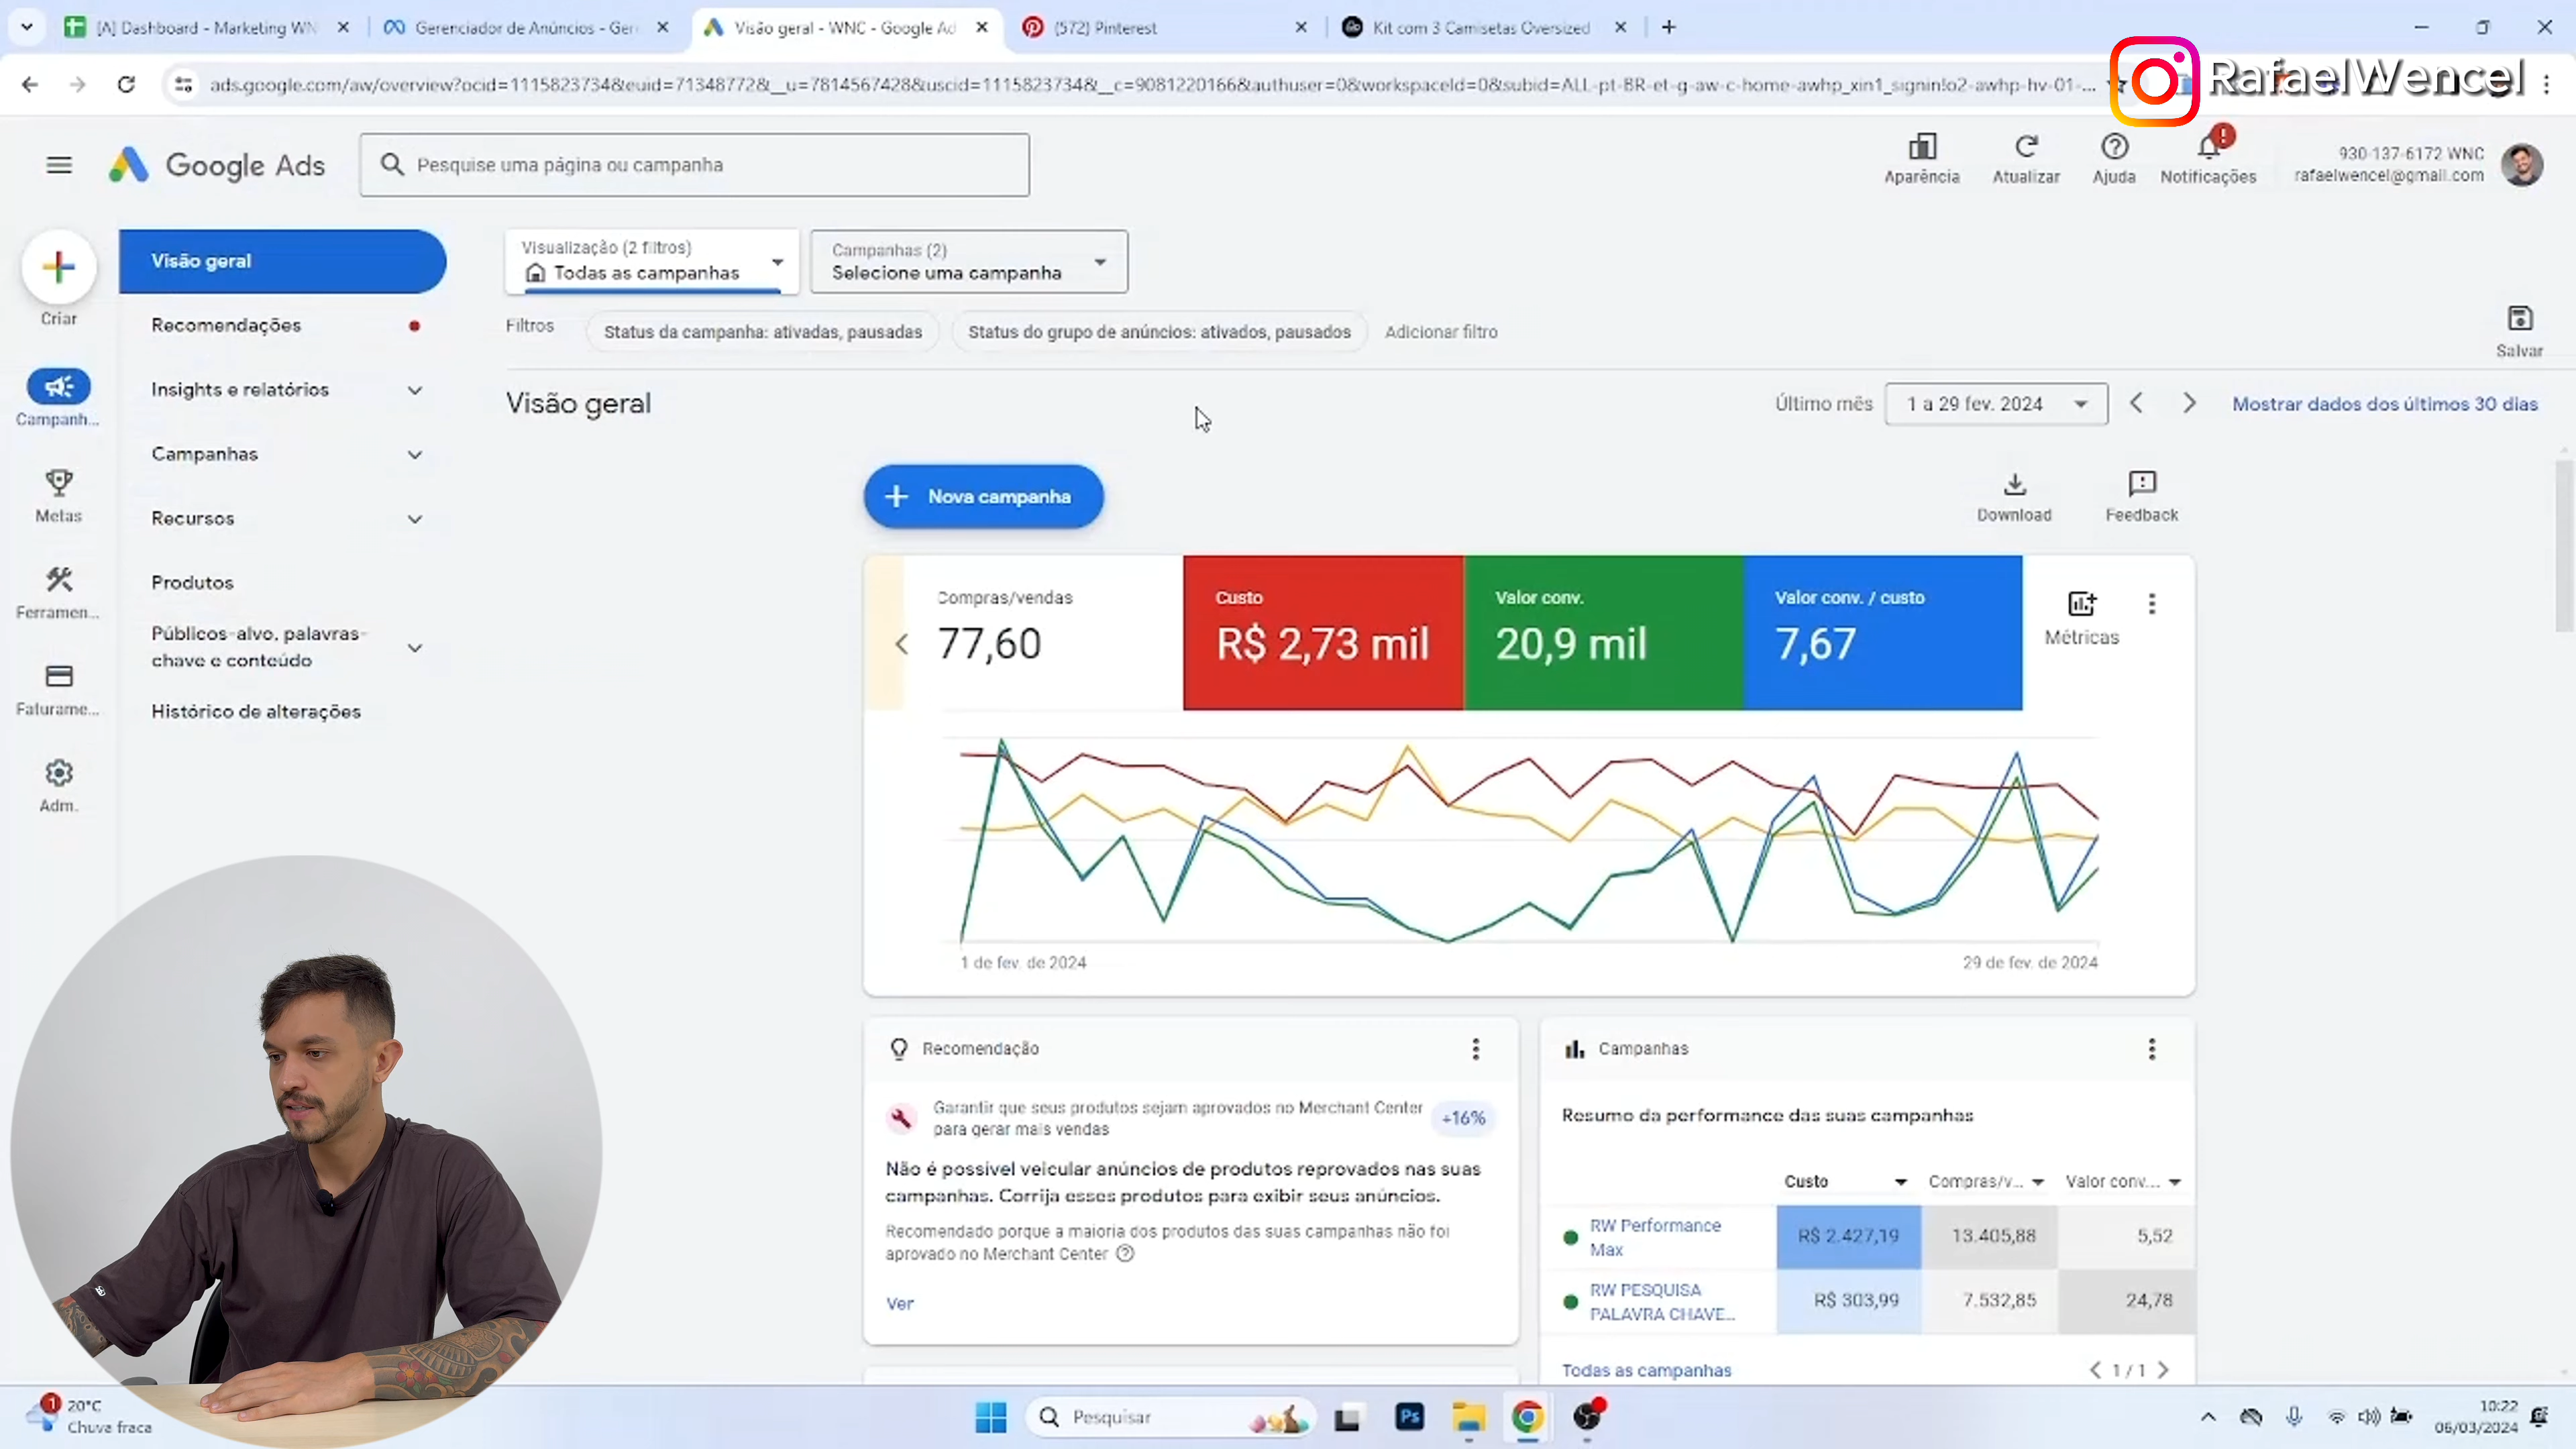 [A] Dashboard - Marketing WN
Gerenciador de Anúncios - Ger
Visão geral - WNC - Google Ad
(572) Pinterest
Kit com 3 Camisetas Oversized
ads.google.com/aw/overview?ocid=1115823734&euid=71348772&__u=7814567428&uscid=1115823734&__c=9081220166&authuser=0&workspaceId=0&subid=ALL-pt-BR-et-g-aw-c-home-awhp_xin1_signin!o2-awhp-hv-01-...
RafaelWencel
Google Ads
Pesquise uma página ou campanha
Aparência
Atualizar
Ajuda
Notificações
930-137-6172 WNC
rafaelwencel@gmail.com
Criar
Campanh...
Metas
Ferramen...
Faturame...
Adm.
Visão geral
Recomendações
Insights e relatórios
Campanhas
Recursos
Produtos
Públicos-alvo, palavras-
chave e conteúdo
Histórico de alterações
Visualização (2 filtros)
Todas as campanhas
Campanhas (2)
Selecione uma campanha
Filtros
Status da campanha: ativadas, pausadas
Status do grupo de anúncios: ativados, pausados
Adicionar filtro
Salvar
Visão geral
Último mês
1 a 29 fev. 2024
Mostrar dados dos últimos 30 dias
Nova campanha
Download
Feedback
Compras/vendas
77,60
Custo
R$ 2,73 mil
Valor conv.
20,9 mil
Valor conv. / custo
7,67
Métricas
1 de fev. de 2024
29 de fev. de 2024
Recomendação
Garantir que seus produtos sejam aprovados no Merchant Center
para gerar mais vendas
+16%
Não é possível veicular anúncios de produtos reprovados nas suas
campanhas. Corrija esses produtos para exibir seus anúncios.
Recomendado porque a maioria dos produtos das suas campanhas não foi
aprovado no Merchant Center
Ver
Campanhas
Resumo da performance das suas campanhas
Custo
Compras/v...
Valor conv...
RW Performance
Max
R$ 2.427,19
13.405,88
5,52
RW PESQUISA
PALAVRA CHAVE...
R$ 303,99
7.532,85
24,78
Todas as campanhas
1 / 1
1
20°C
Chuva fraca
Pesquisar
Ps
10:22
06/03/2024